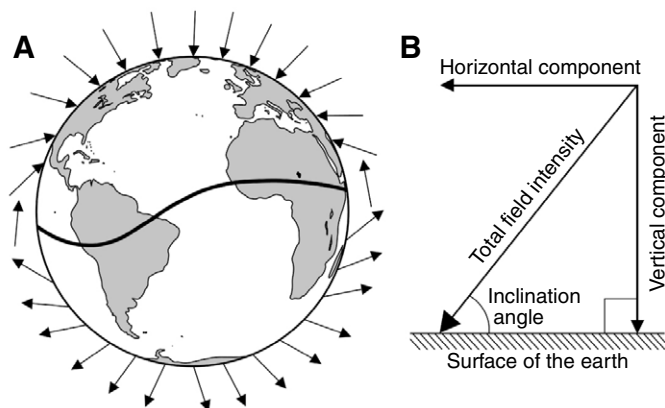 A
B
Horizontal component
Total field intensity
Vertical component
Inclination
angle
Surface of the earth